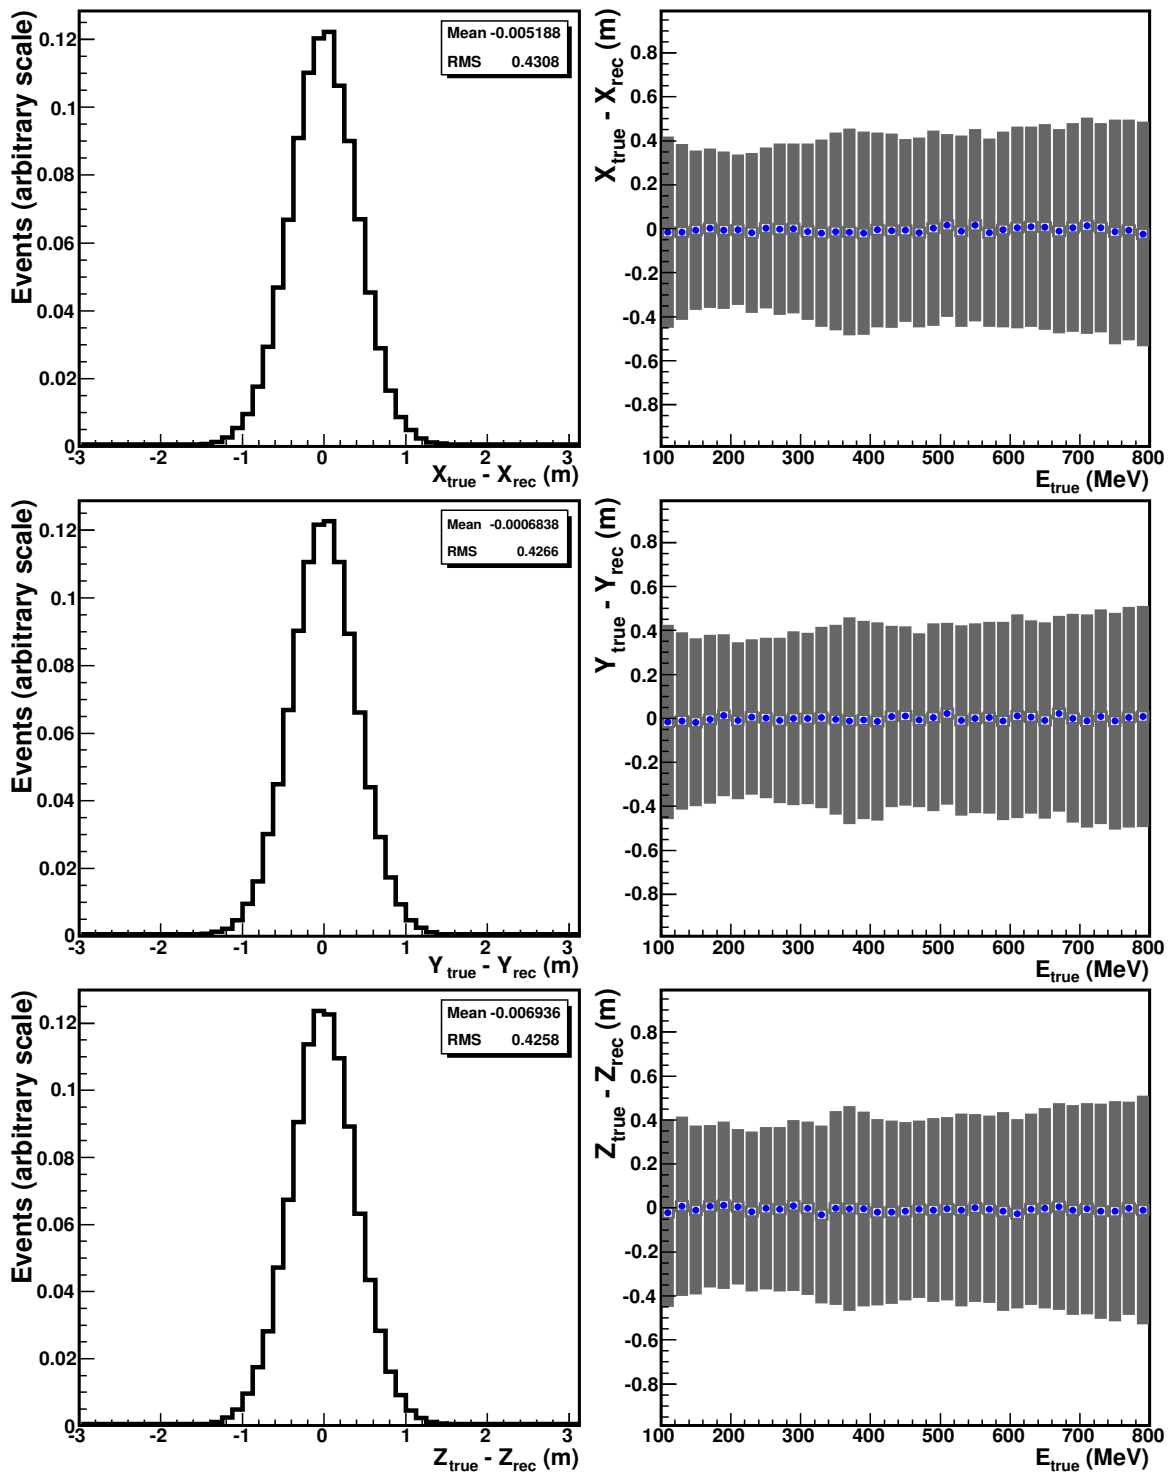 Events (arbitrary scale)
0.12
0.1
0.08
0.06
0.04
0.02
0
-3 -2 -1 0 1 2 3
X_true - X_rec (m)
Mean -0.005188
RMS 0.4308
X_true - X_rec (m)
0.8
0.6
0.4
0.2
0
-0.2
-0.4
-0.6
-0.8
100 200 300 400 500 600 700 800
E_true (MeV)
Events (arbitrary scale)
0.12
0.1
0.08
0.06
0.04
0.02
0
-3 -2 -1 0 1 2 3
Y_true - Y_rec (m)
Mean -0.0006838
RMS 0.4266
Y_true - Y_rec (m)
0.8
0.6
0.4
0.2
0
-0.2
-0.4
-0.6
-0.8
100 200 300 400 500 600 700 800
E_true (MeV)
Events (arbitrary scale)
0.12
0.1
0.08
0.06
0.04
0.02
0
-3 -2 -1 0 1 2 3
Z_true - Z_rec (m)
Mean -0.006936
RMS 0.4258
Z_true - Z_rec (m)
0.8
0.6
0.4
0.2
0
-0.2
-0.4
-0.6
-0.8
100 200 300 400 500 600 700 800
E_true (MeV)